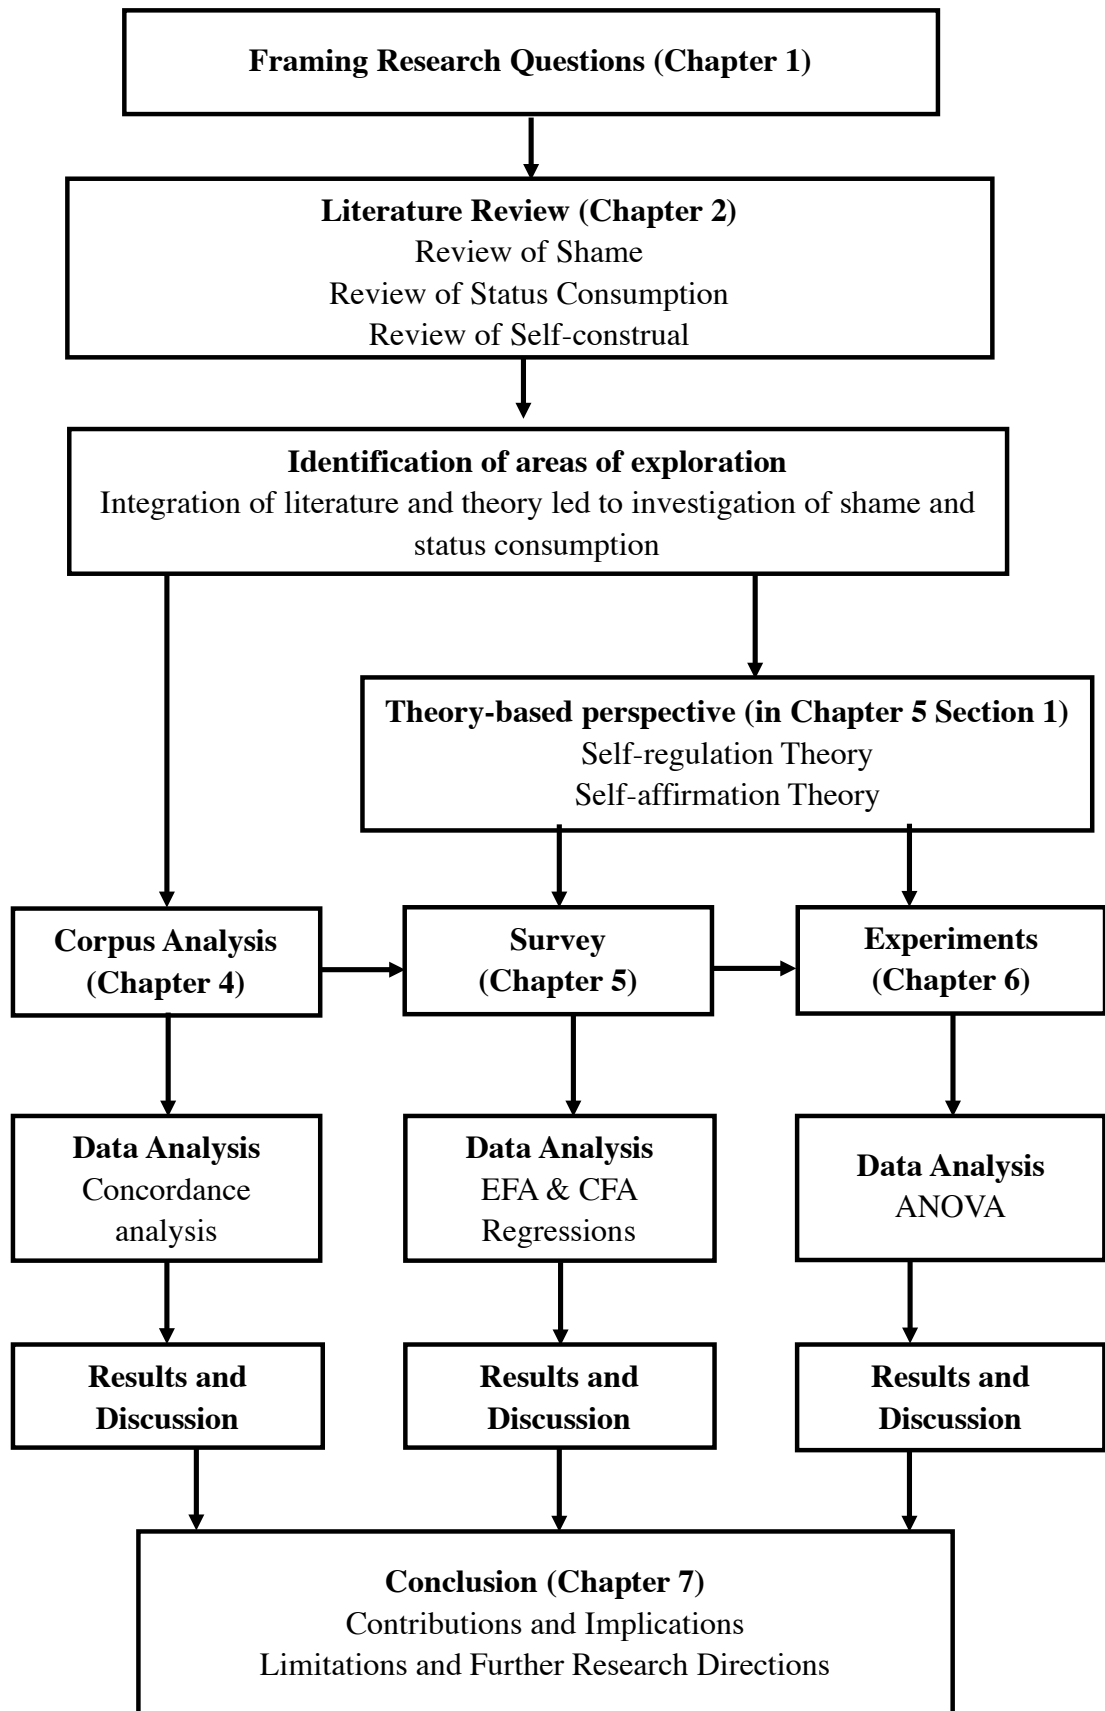 Framing Research Questions (Chapter 1)
Literature Review (Chapter 2)
Review of Shame
Review of Status Consumption
Review of Self-construal
Identification of areas of exploration
Integration of literature and theory led to investigation of shame and
status consumption
Theory-based perspective (in Chapter 5 Section 1)
Self-regulation Theory
Self-affirmation Theory
Corpus Analysis
(Chapter 4)
Survey
(Chapter 5)
Experiments
(Chapter 6)
Data Analysis
Concordance
analysis
Data Analysis
EFA & CFA
Regressions
Data Analysis
ANOVA
Results and
Discussion
Results and
Discussion
Results and
Discussion
Conclusion (Chapter 7)
Contributions and Implications
Limitations and Further Research Directions